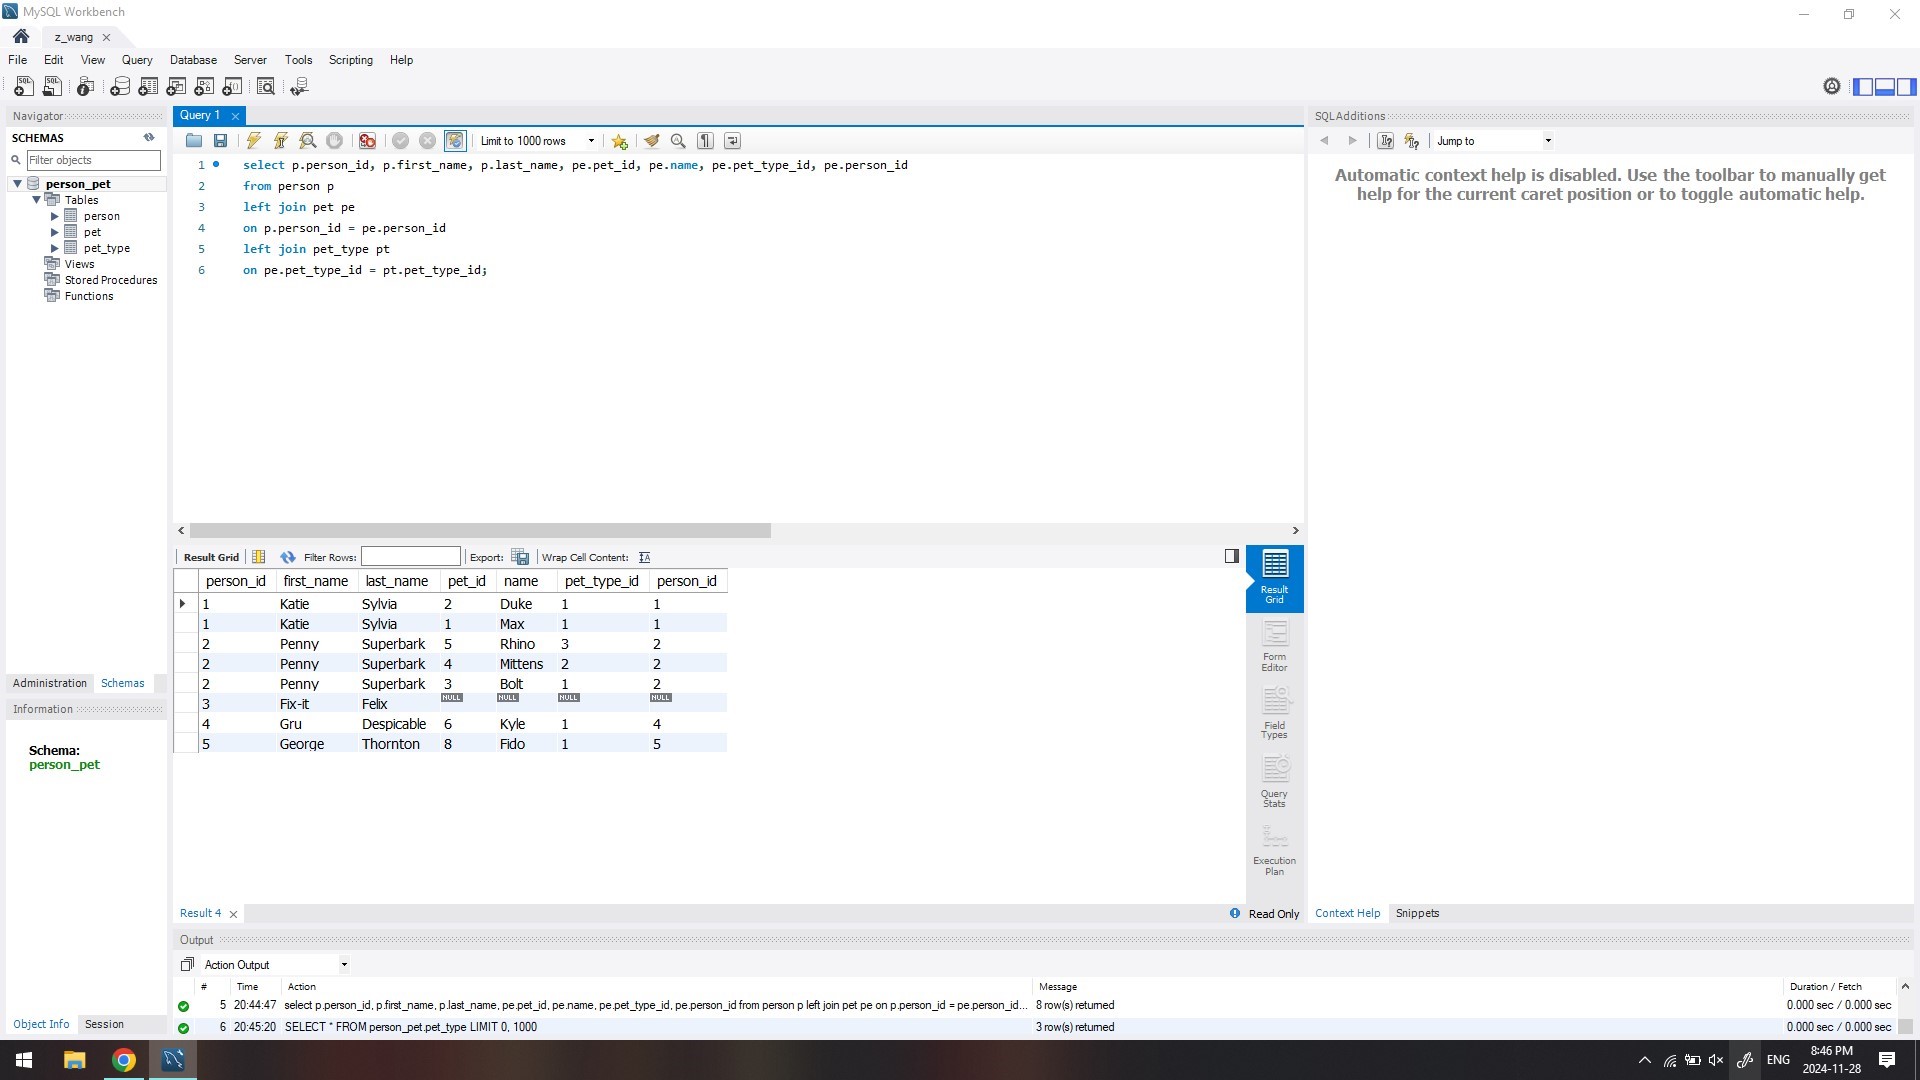 MySQL Workbench
z_wang
File Edit View Query Database Server Tools Scripting Help
Navigator
SCHEMAS
Filter objects
person_pet
Tables
person
pet
pet_type
Views
Stored Procedures
Functions
Administration Schemas
Information
Schema:
person_pet
Object Info Session
Query 1
Limit to 1000 rows
1 select p.person_id, p.first_name, p.last_name, pe.pet_id, pe.name, pe.pet_type_id, pe.person_id
2 from person p
3 left join pet pe
4 on p.person_id = pe.person_id
5 left join pet_type pt
6 on pe.pet_type_id = pt.pet_type_id;
Result Grid Filter Rows: Export: Wrap Cell Content:
person_id first_name last_name pet_id name pet_type_id person_id
1 Katie Sylvia 2 Duke 1 1
1 Katie Sylvia 1 Max 1 1
2 Penny Superbark 5 Rhino 3 2
2 Penny Superbark 4 Mittens 2 2
2 Penny Superbark 3 Bolt 1 2
3 Fix-it Felix NULL NULL NULL NULL
4 Gru Despicable 6 Kyle 1 4
5 George Thornton 8 Fido 1 5
Result
Grid
Form
Editor
Field
Types
Query
Stats
Execution
Plan
Result 4
Read Only
SQLAdditions
Jump to
Automatic context help is disabled. Use the toolbar to manually get
help for the current caret position or to toggle automatic help.
Context Help Snippets
Output
Action Output
# Time Action Message Duration / Fetch
5 20:44:47 select p.person_id, p.first_name, p.last_name, pe.pet_id, pe.name, pe.pet_type_id, pe.person_id from person p left join pet pe on p.person_id = pe.person_id... 8 row(s) returned 0.000 sec / 0.000 sec
6 20:45:20 SELECT * FROM person_pet.pet_type LIMIT 0, 1000 3 row(s) returned 0.000 sec / 0.000 sec
ENG
8:46 PM
2024-11-28